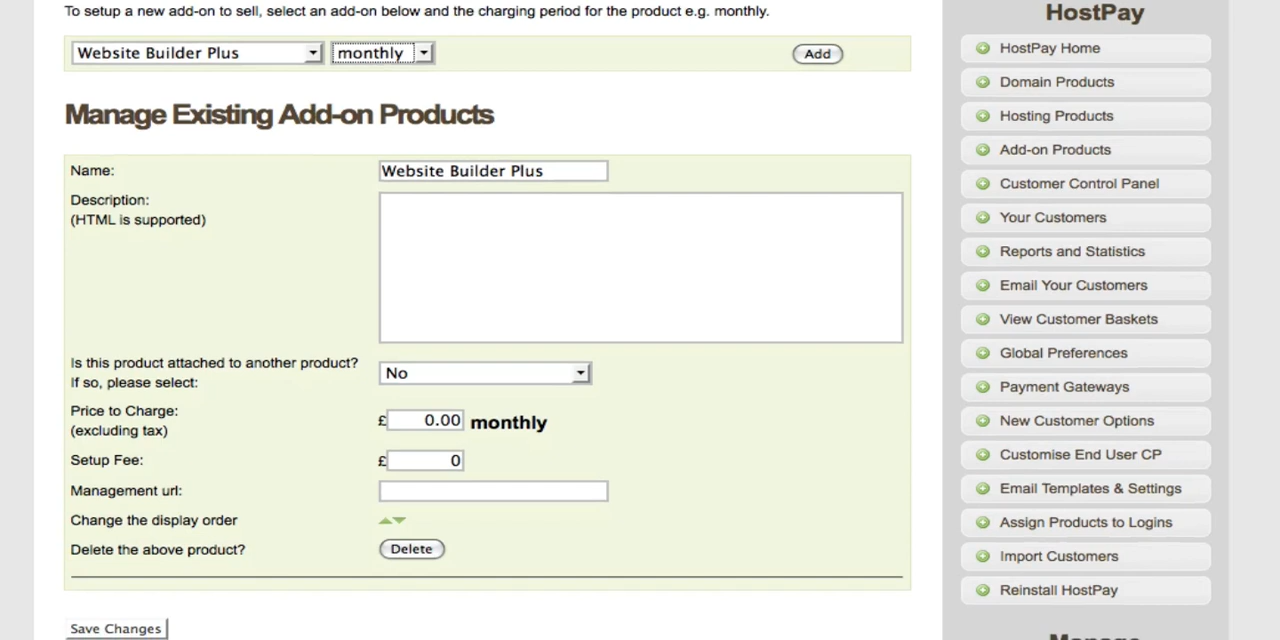 To setup a new add-on to sell, select an add-on below and the charging period for the product e.g. monthly.
Website Builder Plus monthly Add
Manage Existing Add-on Products
Name: Website Builder Plus
Description:
(HTML is supported)
Is this product attached to another product?
If so, please select:
No
Price to Charge:
(excluding tax)
£ 0.00 monthly
Setup Fee: £ 0
Management url:
Change the display order
Delete the above product? Delete
Save Changes
HostPay
HostPay Home
Domain Products
Hosting Products
Add-on Products
Customer Control Panel
Your Customers
Reports and Statistics
Email Your Customers
View Customer Baskets
Global Preferences
Payment Gateways
New Customer Options
Customise End User CP
Email Templates & Settings
Assign Products to Logins
Import Customers
Reinstall HostPay
Manage